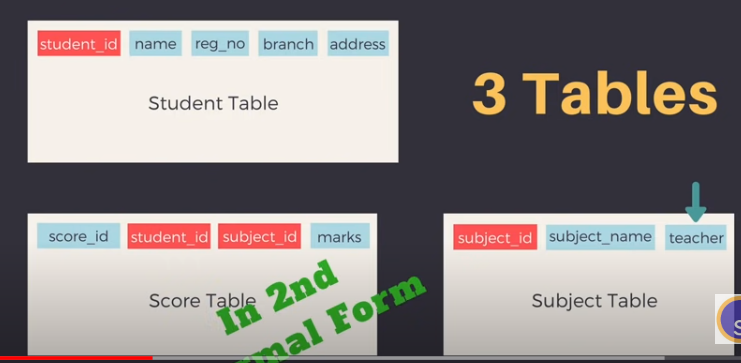 student_id name reg_no branch address
Student Table
3 Tables
score_id student_id subject_id marks
Score Table
In 2nd
Form
subject_id subject_name teacher
Subject Table
S